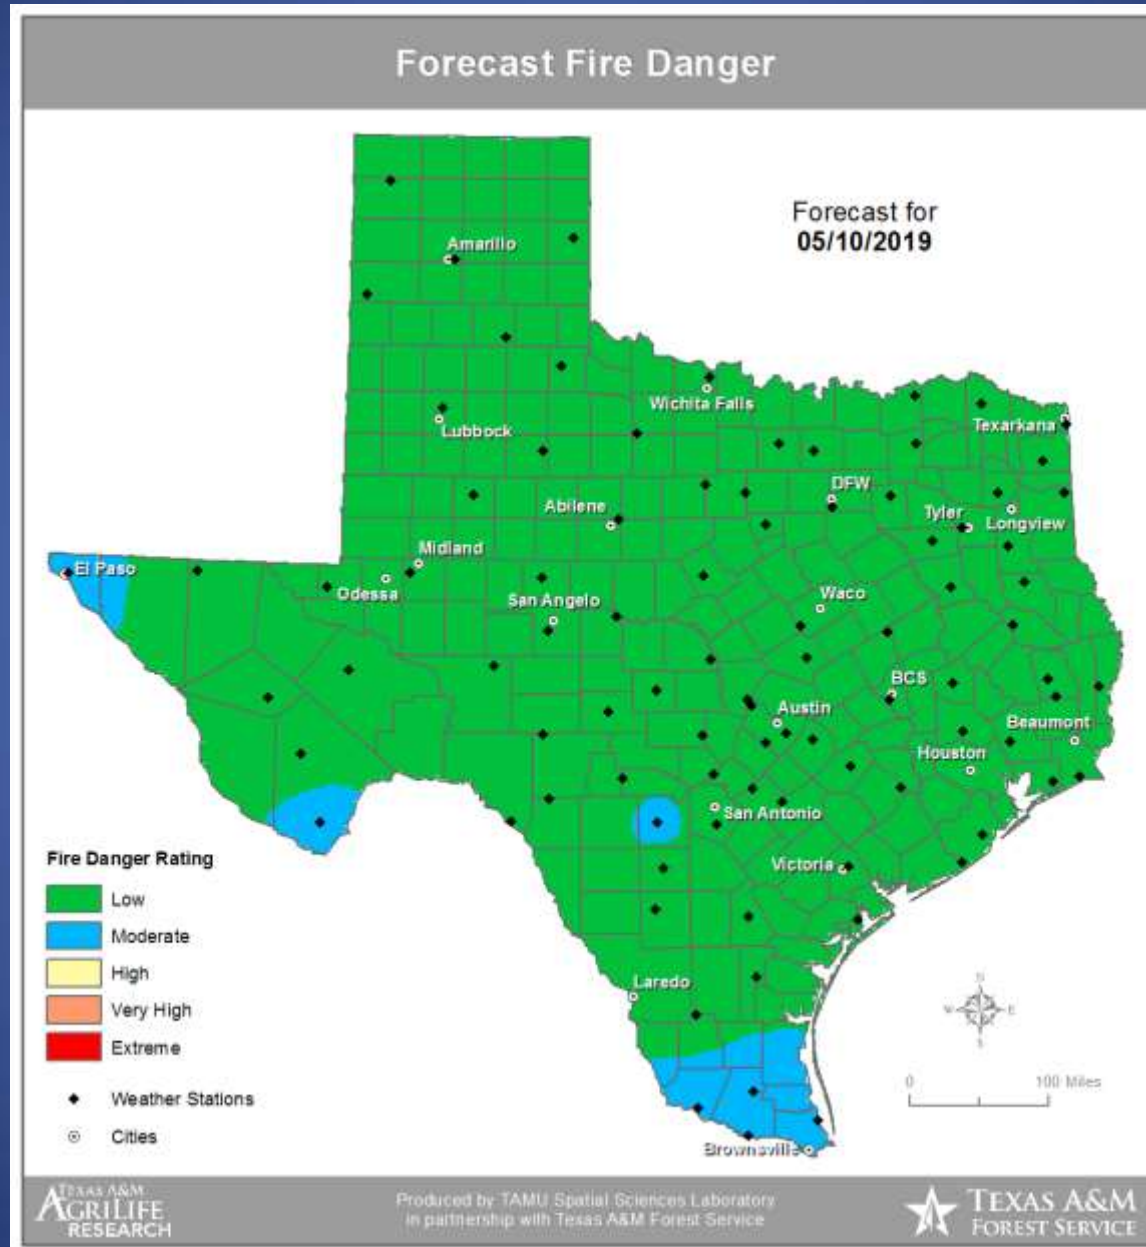 Forecast Fire Danger
Forecast for
05/10/2019
Amarillo
Wichita Falls
Lubbock
Texarkana
DFW
Abilene
Tyler
Longview
Midland
El Paso
Odessa
San Angelo
Waco
BCS
Austin
Beaumont
Houston
San Antonio
Victoria
Fire Danger Rating
Low
Moderate
High
Very High
Extreme
Weather Stations
Cities
Laredo
N
W
E
S
0 100 Miles
Brownsville
TEXAS A&M
AGRILIFE
RESEARCH
Produced by TAMU Spatial Sciences Laboratory
in partnership with Texas A&M Forest Service
TEXAS A&M
FOREST SERVICE